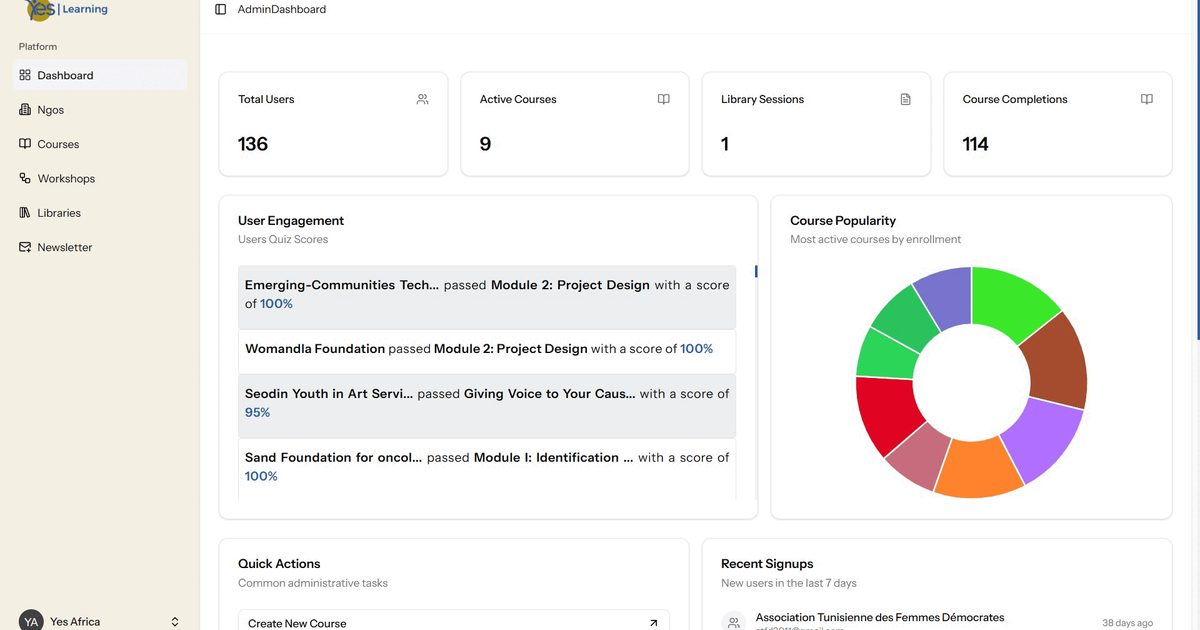 Yes | Learning
AdminDashboard
Platform
Dashboard
Ngos
Courses
Workshops
Libraries
Newsletter
YA Yes Africa
Total Users
136
Active Courses
9
Library Sessions
1
Course Completions
114
User Engagement
Users Quiz Scores
Emerging-Communities Tech... passed Module 2: Project Design with a score
of 100%
Womandla Foundation passed Module 2: Project Design with a score of 100%
Seodin Youth in Art Servi... passed Giving Voice to Your Caus... with a score of
95%
Sand Foundation for oncol... passed Module I: Identification ... with a score of
100%
Course Popularity
Most active courses by enrollment
Quick Actions
Common administrative tasks
Create New Course
Recent Signups
New users in the last 7 days
Association Tunisienne des Femmes Démocrates
38 days ago